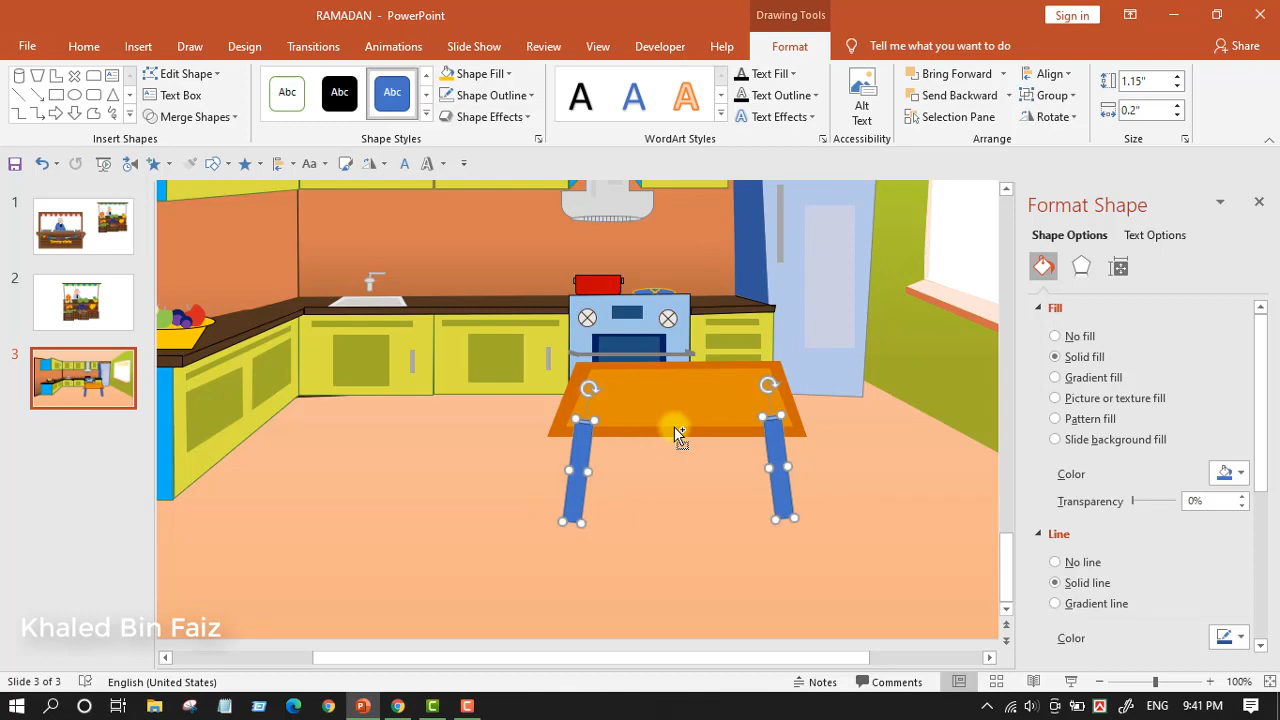 RAMADAN - PowerPoint
Drawing Tools
Sign in
File Home Insert Draw Design Transitions Animations Slide Show Review View Developer Help Format Tell me what you want to do Share
Edit Shape
Text Box
Merge Shapes
Insert Shapes
Abc Abc Abc
Shape Fill
Shape Outline
Shape Effects
Shape Styles
A A A
Text Fill
Text Outline
Text Effects
WordArt Styles
Alt
Text
Accessibility
Bring Forward
Send Backward
Selection Pane
Align
Group
Rotate
Arrange
1.15"
0.2"
Size
Aa A A
1
2
3
Format Shape
Shape Options Text Options
Fill
No fill
Solid fill
Gradient fill
Picture or texture fill
Pattern fill
Slide background fill
Color
Transparency 0%
Line
No line
Solid line
Gradient line
Color
Khaled Bin Faiz
Slide 3 of 3 English (United States) Notes Comments 100%
9:41 PM